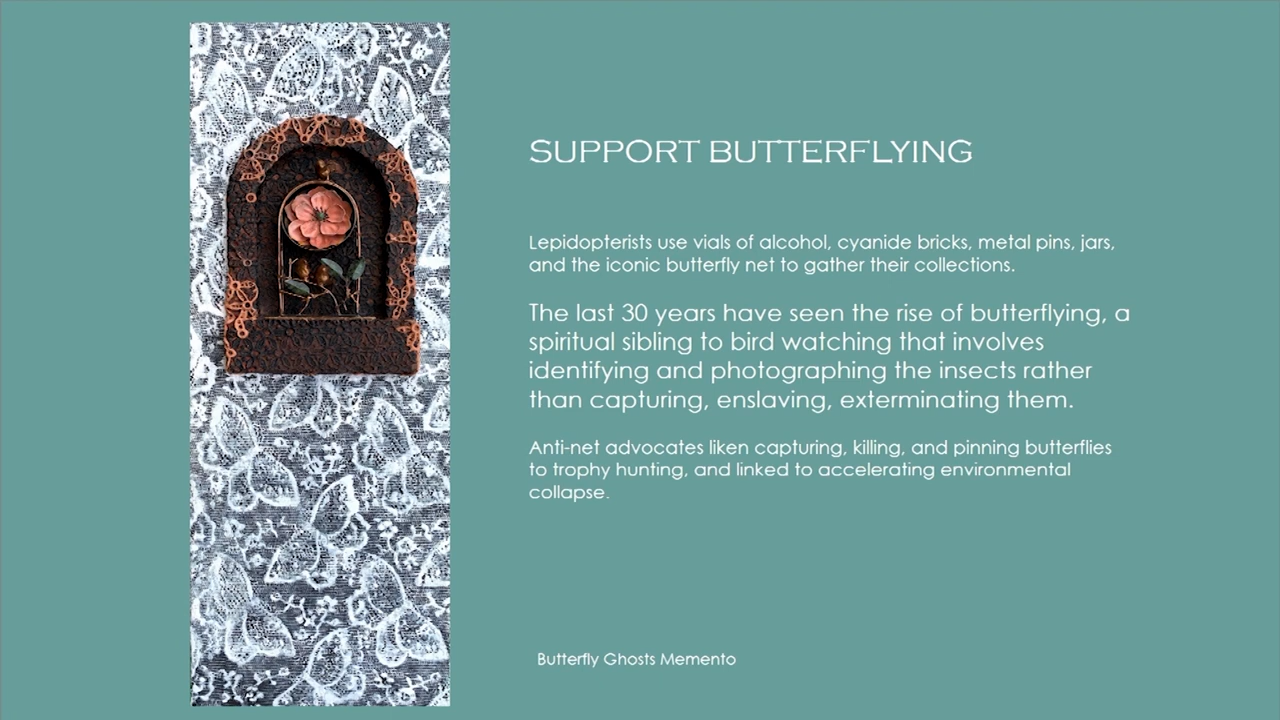 SUPPORT BUTTERFLYING
Lepidopterists use vials of alcohol, cyanide bricks, metal pins, jars,
and the iconic butterfly net to gather their collections.
The last 30 years have seen the rise of butterflying, a
spiritual sibling to bird watching that involves
identifying and photographing the insects rather
than capturing, enslaving, exterminating them.
Anti-net advocates liken capturing, killing, and pinning butterflies
to trophy hunting, and linked to accelerating environmental
collapse.
Butterfly Ghosts Memento